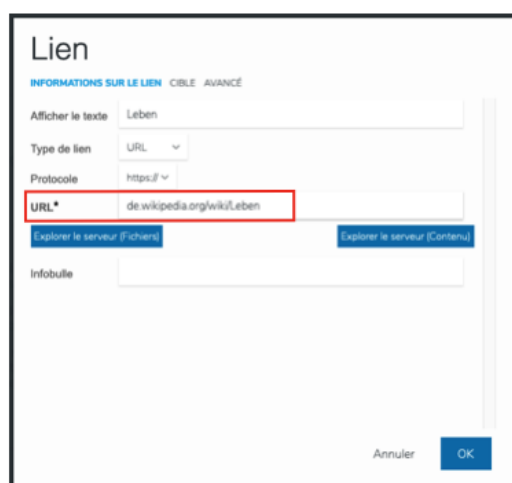 Lien
INFORMATIONS SUR LE LIEN CIBLE AVANCÉ
Afficher le texte Leben
Type de lien URL
Protocole https://
URL* de.wikipedia.org/wiki/Leben
Explorer le serveur (Fichiers) Explorer le serveur (Contenu)
Infobulle
Annuler OK